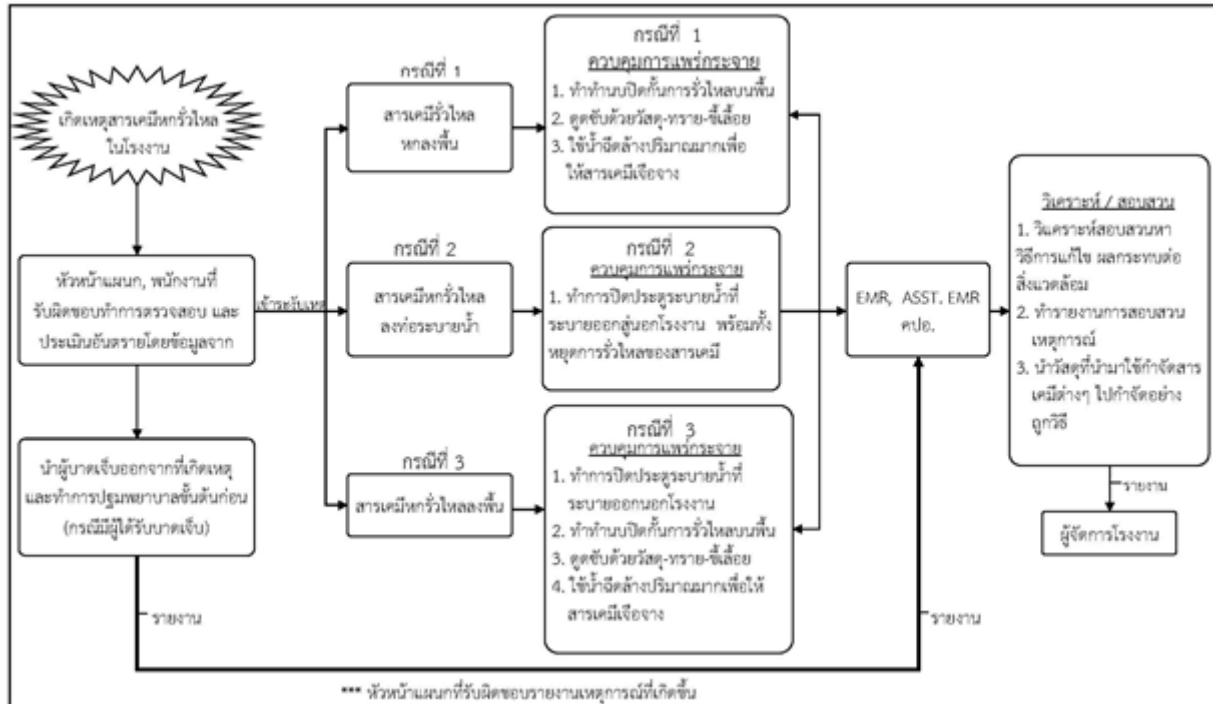 เกิดเหตุสารเคมีหกรั่วไหล
ในโรงงาน
หัวหน้าแผนก, พนักงานที่
รับผิดชอบทำการตรวจสอบ และ
ประเมินอันตรายโดยข้อมูลจาก
เข้าระงับเหตุ
นำผู้บาดเจ็บออกจากที่เกิดเหตุ
และทำการปฐมพยาบาลขั้นต้นก่อน
(กรณีมีผู้ได้รับบาดเจ็บ)
รายงาน
กรณีที่ 1
สารเคมีรั่วไหล
หกลงพื้น
กรณีที่ 2
สารเคมีหกรั่วไหล
ลงท่อระบายน้ำ
กรณีที่ 3
สารเคมีหกรั่วไหลลงพื้น
กรณีที่ 1
ควบคุมการแพร่กระจาย
1. ทำทำนบปิดกั้นการรั่วไหลบนพื้น
2. ดูดซับด้วยวัสดุ-ทราย-ขี้เลื่อย
3. ใช้น้ำฉีดล้างปริมาณมากเพื่อ
ให้สารเคมีเจือจาง
กรณีที่ 2
ควบคุมการแพร่กระจาย
1. ทำการปิดประตูระบายน้ำที่
ระบายออกสู่นอกโรงงาน พร้อมทั้ง
หยุดการรั่วไหลของสารเคมี
กรณีที่ 3
ควบคุมการแพร่กระจาย
1. ทำการปิดประตูระบายน้ำที่
ระบายออกนอกโรงงาน
2. ทำทำนบปิดกั้นการรั่วไหลบนพื้น
3. ดูดซับด้วยวัสดุ-ทราย-ขี้เลื่อย
4. ใช้น้ำฉีดล้างปริมาณมากเพื่อให้
สารเคมีเจือจาง
EMR, ASST. EMR
คปอ.
รายงาน
วิเคราะห์ / สอบสวน
1. วิเคราะห์สอบสวนหา
วิธีการแก้ไข ผลกระทบต่อ
สิ่งแวดล้อม
2. ทำรายงานการสอบสวน
เหตุการณ์
3. นำวัสดุที่นำมาใช้กำจัดสาร
เคมีต่างๆ ไปกำจัดอย่าง
ถูกวิธี
รายงาน
ผู้จัดการโรงงาน
*** หัวหน้าแผนกที่รับผิดชอบรายงานเหตุการณ์ที่เกิดขึ้น